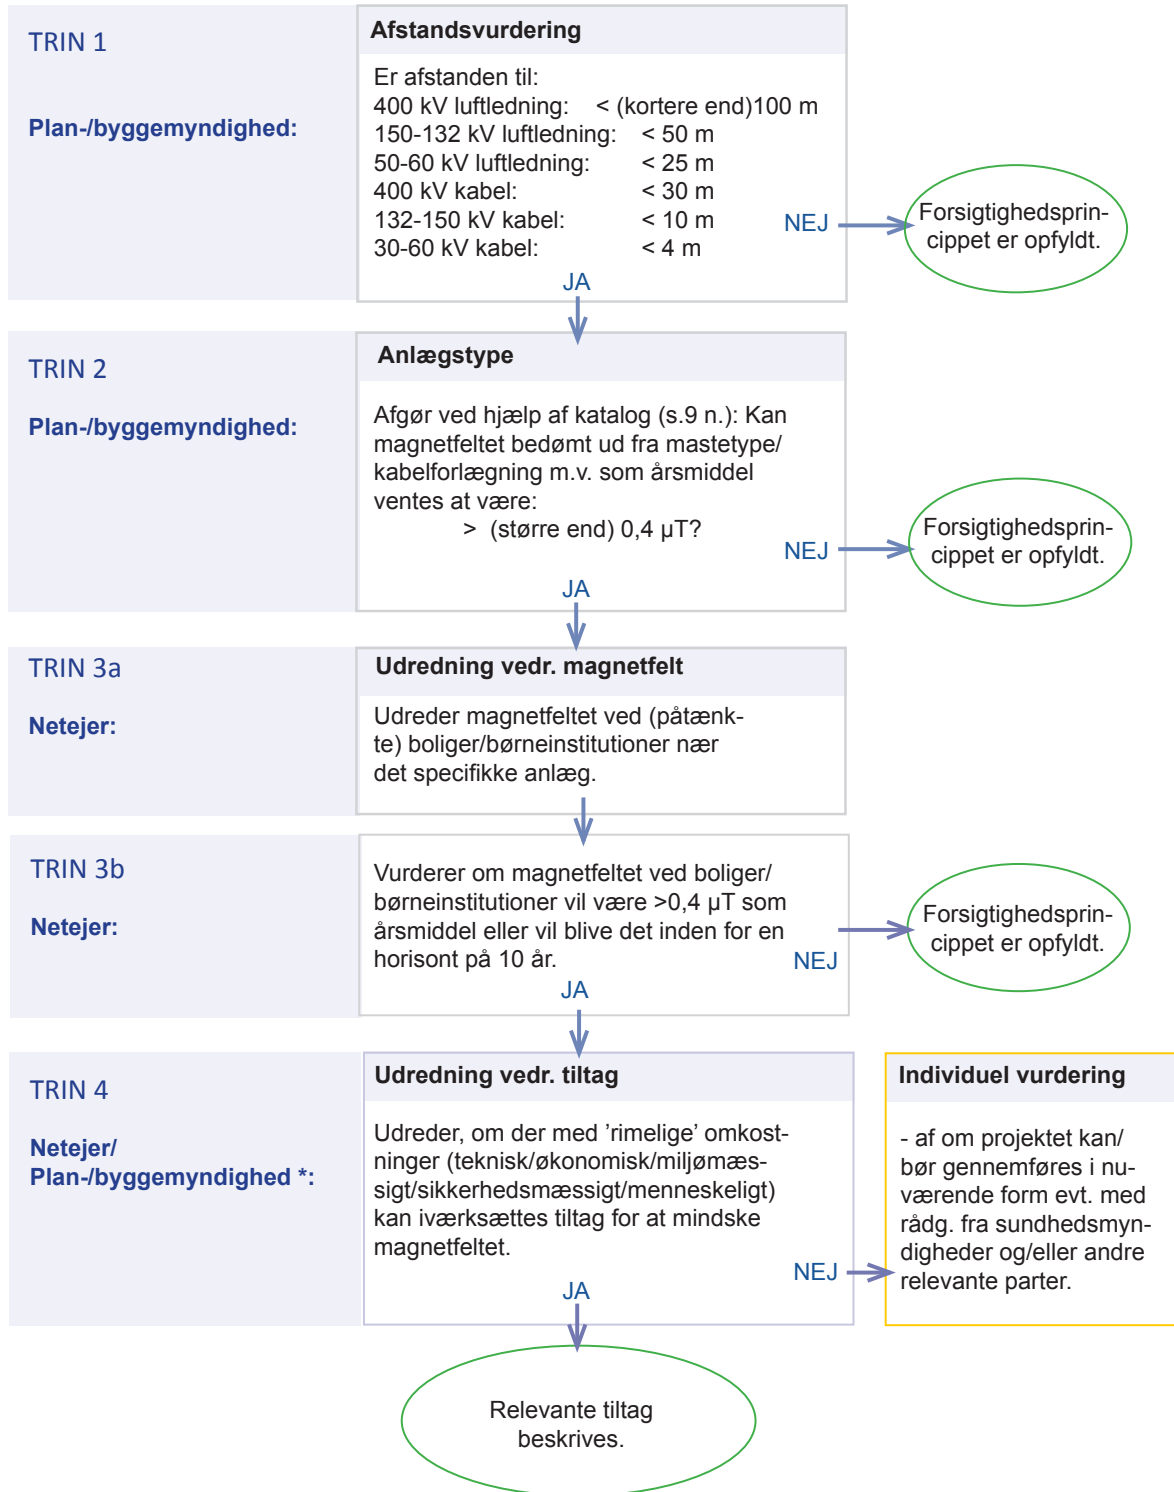 TRIN 1
Plan-/byggemyndighed:
Afstandsvurdering
Er afstanden til:
400 kV luftledning: < (kortere end)100 m
150-132 kV luftledning: < 50 m
50-60 kV luftledning: < 25 m
400 kV kabel: < 30 m
132-150 kV kabel: < 10 m
30-60 kV kabel: < 4 m
NEJ
Forsigtighedsprin-
cippet er opfyldt.
JA
TRIN 2
Plan-/byggemyndighed:
Anlægstype
Afgør ved hjælp af katalog (s.9 n.): Kan
magnetfeltet bedømt ud fra mastetype/
kabelforlægning m.v. som årsmiddel
ventes at være:
> (større end) 0,4 µT?
NEJ
Forsigtighedsprin-
cippet er opfyldt.
JA
TRIN 3a
Netejer:
Udredning vedr. magnetfelt
Udreder magnetfeltet ved (påtænk-
te) boliger/børneinstitutioner nær
det specifikke anlæg.
TRIN 3b
Netejer:
Vurderer om magnetfeltet ved boliger/
børneinstitutioner vil være >0,4 µT som
årsmiddel eller vil blive det inden for en
horisont på 10 år.
NEJ
Forsigtighedsprin-
cippet er opfyldt.
JA
TRIN 4
Netejer/
Plan-/byggemyndighed *:
Udredning vedr. tiltag
Udreder, om der med ’rimelige’ omkost-
ninger (teknisk/økonomisk/miljømæs-
sigt/sikkerhedsmæssigt/menneskeligt)
kan iværksættes tiltag for at mindske
magnetfeltet.
NEJ
JA
Individuel vurdering
- af om projektet kan/
bør gennemføres i nu-
værende form evt. med
rådg. fra sundhedsmyn-
digheder og/eller andre
relevante parter.
Relevante tiltag
beskrives.